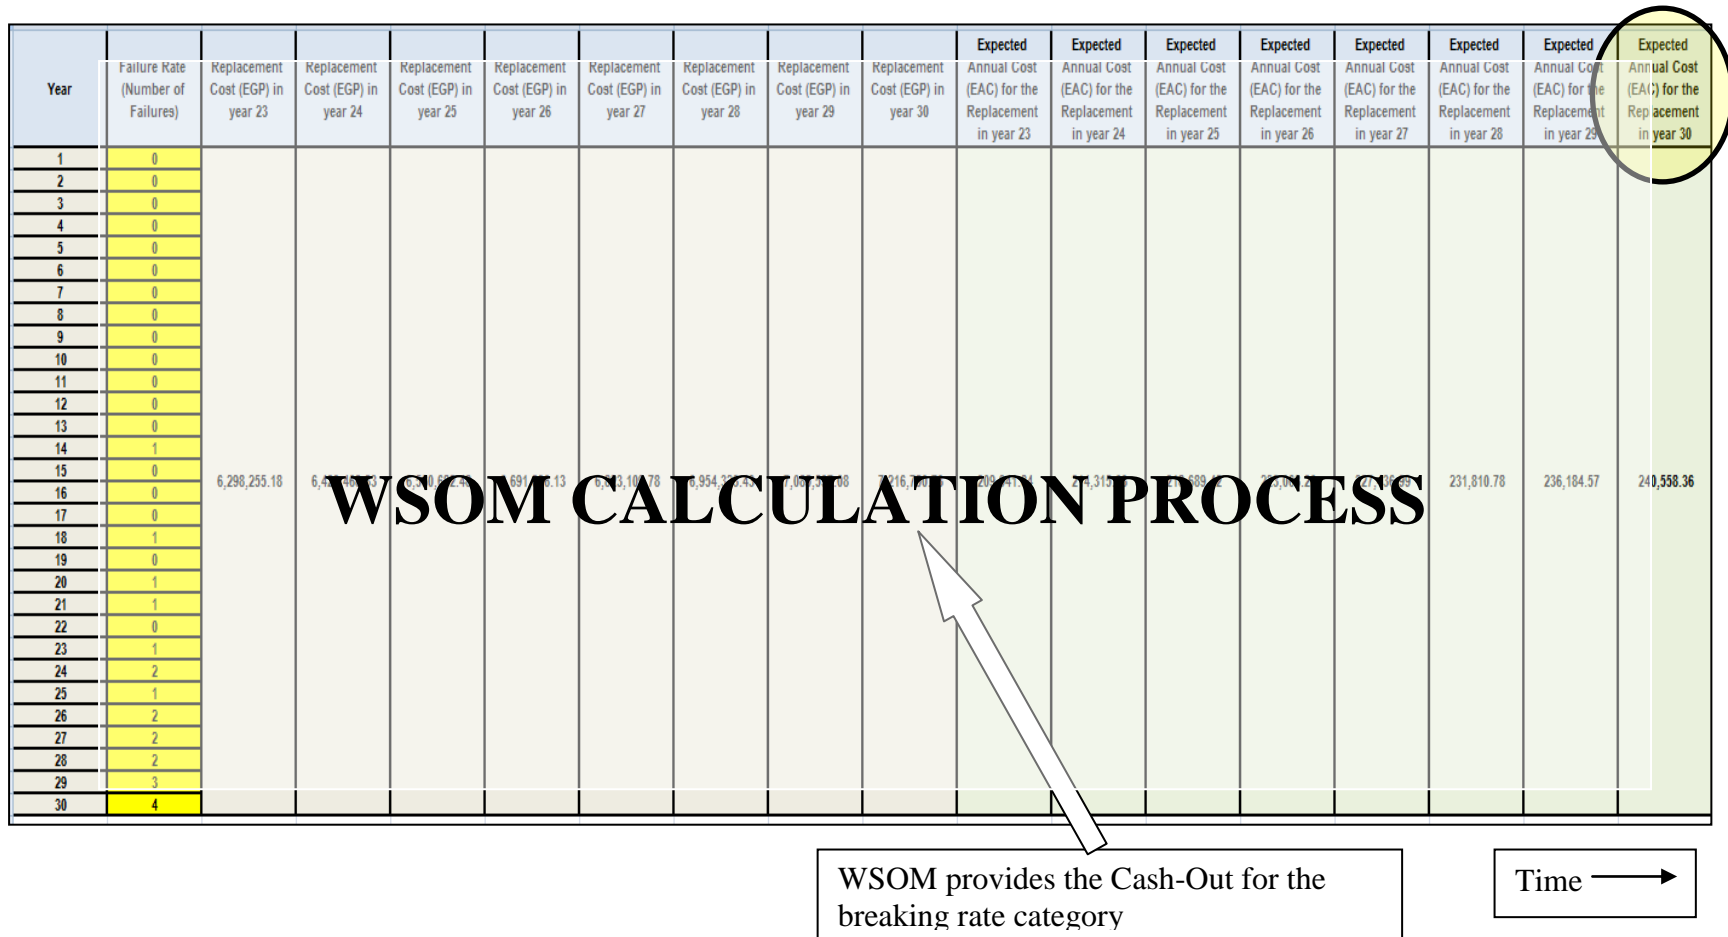 Year
Failure Rate
(Number of
Failures)
Replacement
Cost (EGP) in
year 23
Replacement
Cost (EGP) in
year 24
Replacement
Cost (EGP) in
year 25
Replacement
Cost (EGP) in
year 26
Replacement
Cost (EGP) in
year 27
Replacement
Cost (EGP) in
year 28
Replacement
Cost (EGP) in
year 29
Replacement
Cost (EGP) in
year 30
Expected
Annual Cost
(EAC) for the
Replacement
in year 23
Expected
Annual Cost
(EAC) for the
Replacement
in year 24
Expected
Annual Cost
(EAC) for the
Replacement
in year 25
Expected
Annual Cost
(EAC) for the
Replacement
in year 26
Expected
Annual Cost
(EAC) for the
Replacement
in year 27
Expected
Annual Cost
(EAC) for the
Replacement
in year 28
Expected
Annual Cost
(EAC) for the
Replacement
in year 29
Expected
Annual Cost
(EAC) for the
Replacement
in year 30
1 0
2 0
3 0
4 0
5 0
6 0
7 0
8 0
9 0
10 0
11 0
12 0
13 0
14 1
15 0
6,298,255.18 231,810.78 236,184.57 240,558.36
16 0
17 0
18 1
19 0
20 1
21 1
22 0
23 1
24 2
25 1
26 2
27 2
28 2
29 3
30 4
WSOM CALCULATION PROCESS
WSOM provides the Cash-Out for the
breaking rate category
Time